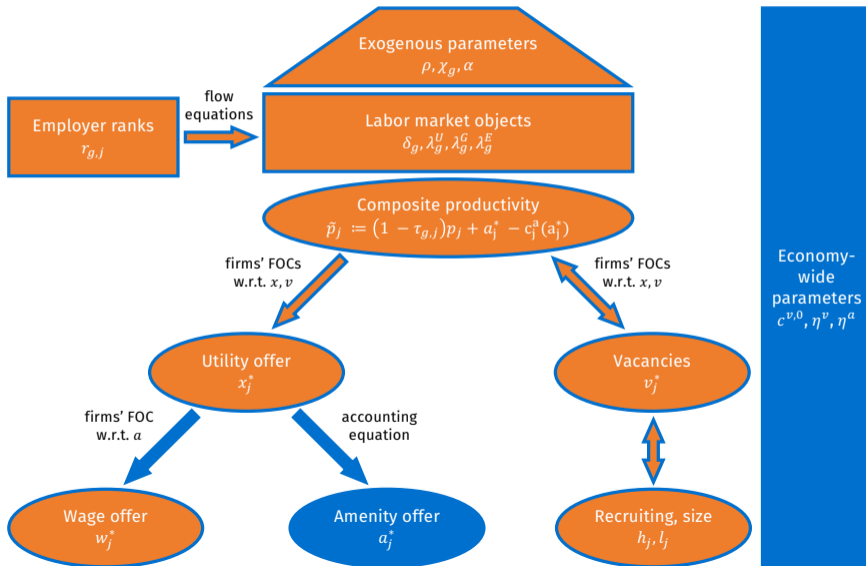 Exogenous parameters
ρ, χ_g, α
flow
equations
Employer ranks
r_{g,j}
Labor market objects
δ_g, λ_g^U, λ_g^G, λ_g^E
Composite productivity
p̃_j ≔ (1 − τ_{g,j})p_j + a_j^* − c_j^a(a_j^*)
firms' FOCs
w.r.t. x, v
firms' FOCs
w.r.t. x, v
Economy-
wide
parameters
c^{v,0}, η^v, η^a
Utility offer
x_j^*
Vacancies
v_j^*
firms' FOC
w.r.t. a
accounting
equation
Wage offer
w_j^*
Amenity offer
a_j^*
Recruiting, size
h_j, l_j